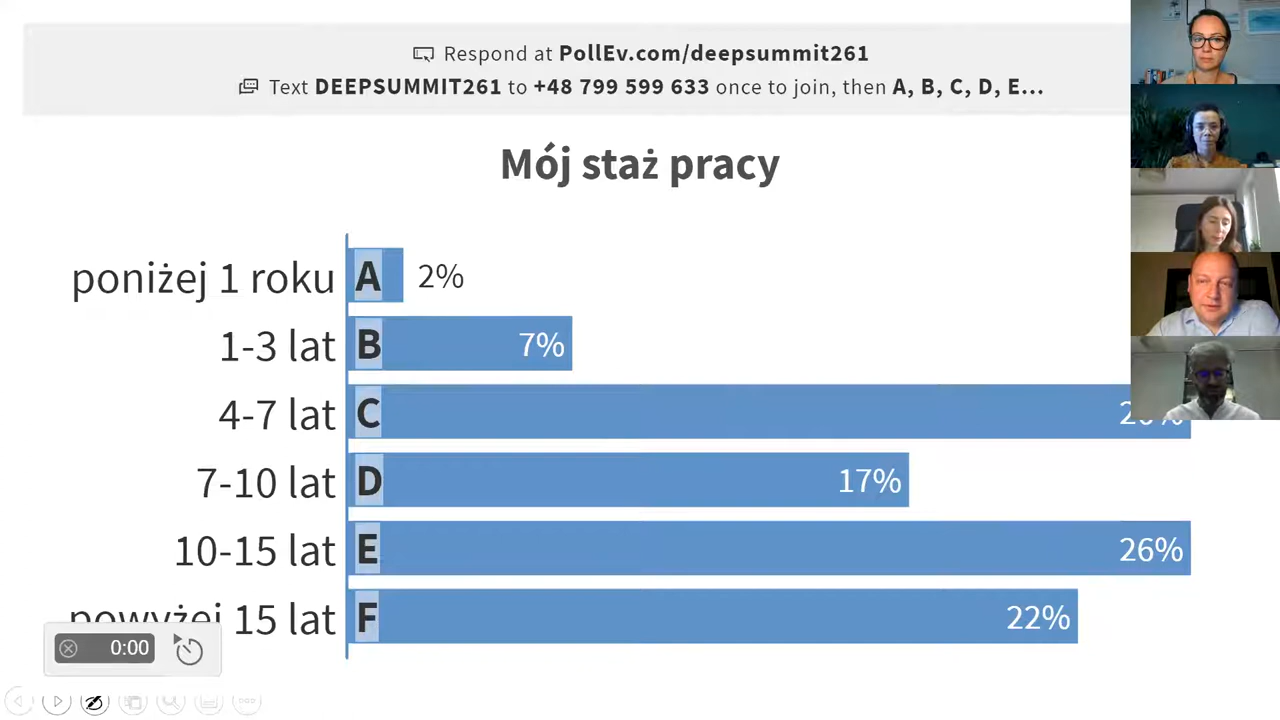 Respond at PollEv.com/deepsummit261
Text DEEPSUMMIT261 to +48 799 599 633 once to join, then A, B, C, D, E...
Mój staż pracy
poniżej 1 roku A 2%
1-3 lat B 7%
4-7 lat C
7-10 lat D 17%
10-15 lat E 26%
powyżej 15 lat F 22%
0:00